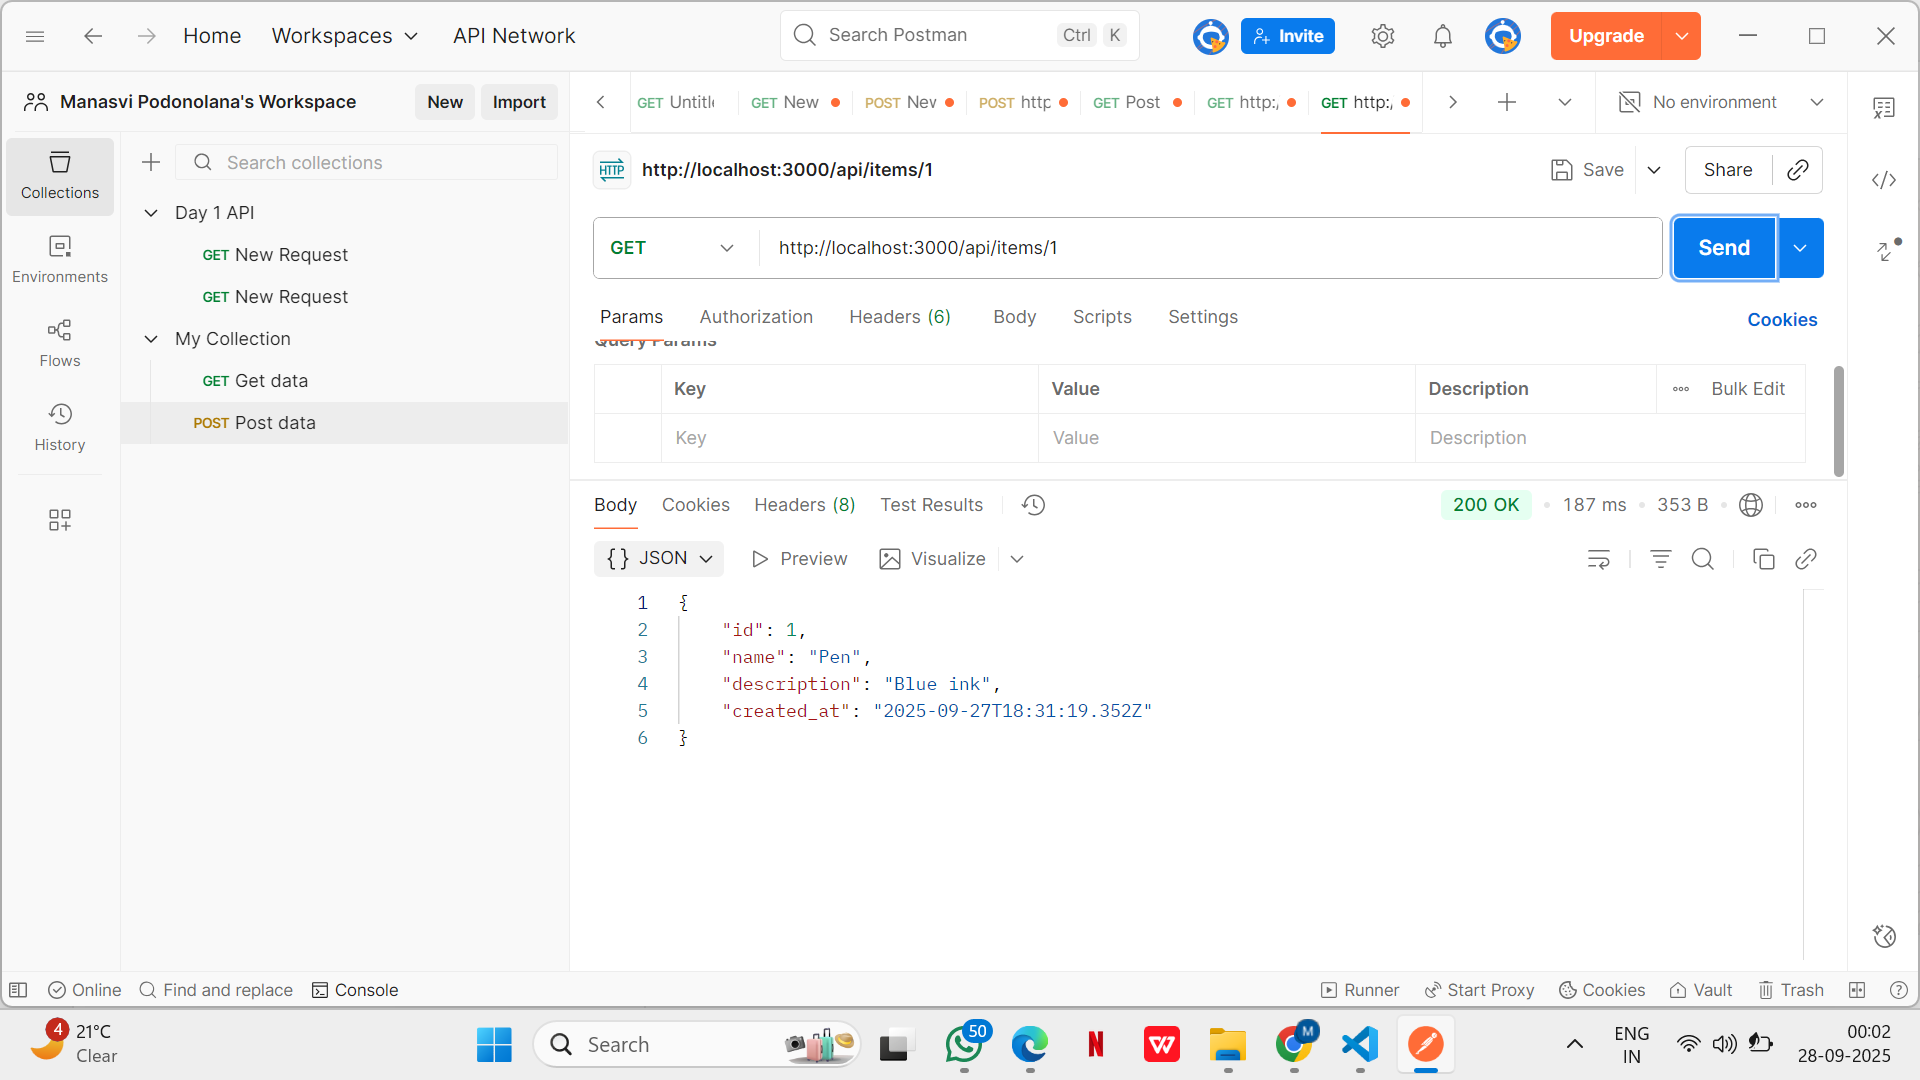 Home
Workspaces
API Network
Search Postman
Ctrl K
Invite
Upgrade
Manasvi Podonolana's Workspace
New
Import
GET Untitl
GET New
POST Nev
POST http
GET Post
GET http:/
GET http:/
No environment
Collections
Environments
Flows
History
Search collections
Day 1 API
GET New Request
GET New Request
My Collection
GET Get data
POST Post data
HTTP http://localhost:3000/api/items/1
Save
Share
GET http://localhost:3000/api/items/1
Send
Params Authorization Headers (6) Body Scripts Settings
Cookies
Query Params
Key Value Description Bulk Edit
Key Value Description
Body Cookies Headers (8) Test Results
200 OK • 187 ms • 353 B
{} JSON Preview Visualize
1 {
2 "id": 1,
3 "name": "Pen",
4 "description": "Blue ink",
5 "created_at": "2025-09-27T18:31:19.352Z"
6 }
Online Find and replace Console
Runner Start Proxy Cookies Vault Trash
4
21°C
Clear
Search
50
N
W
M
ENG
IN
00:02
28-09-2025